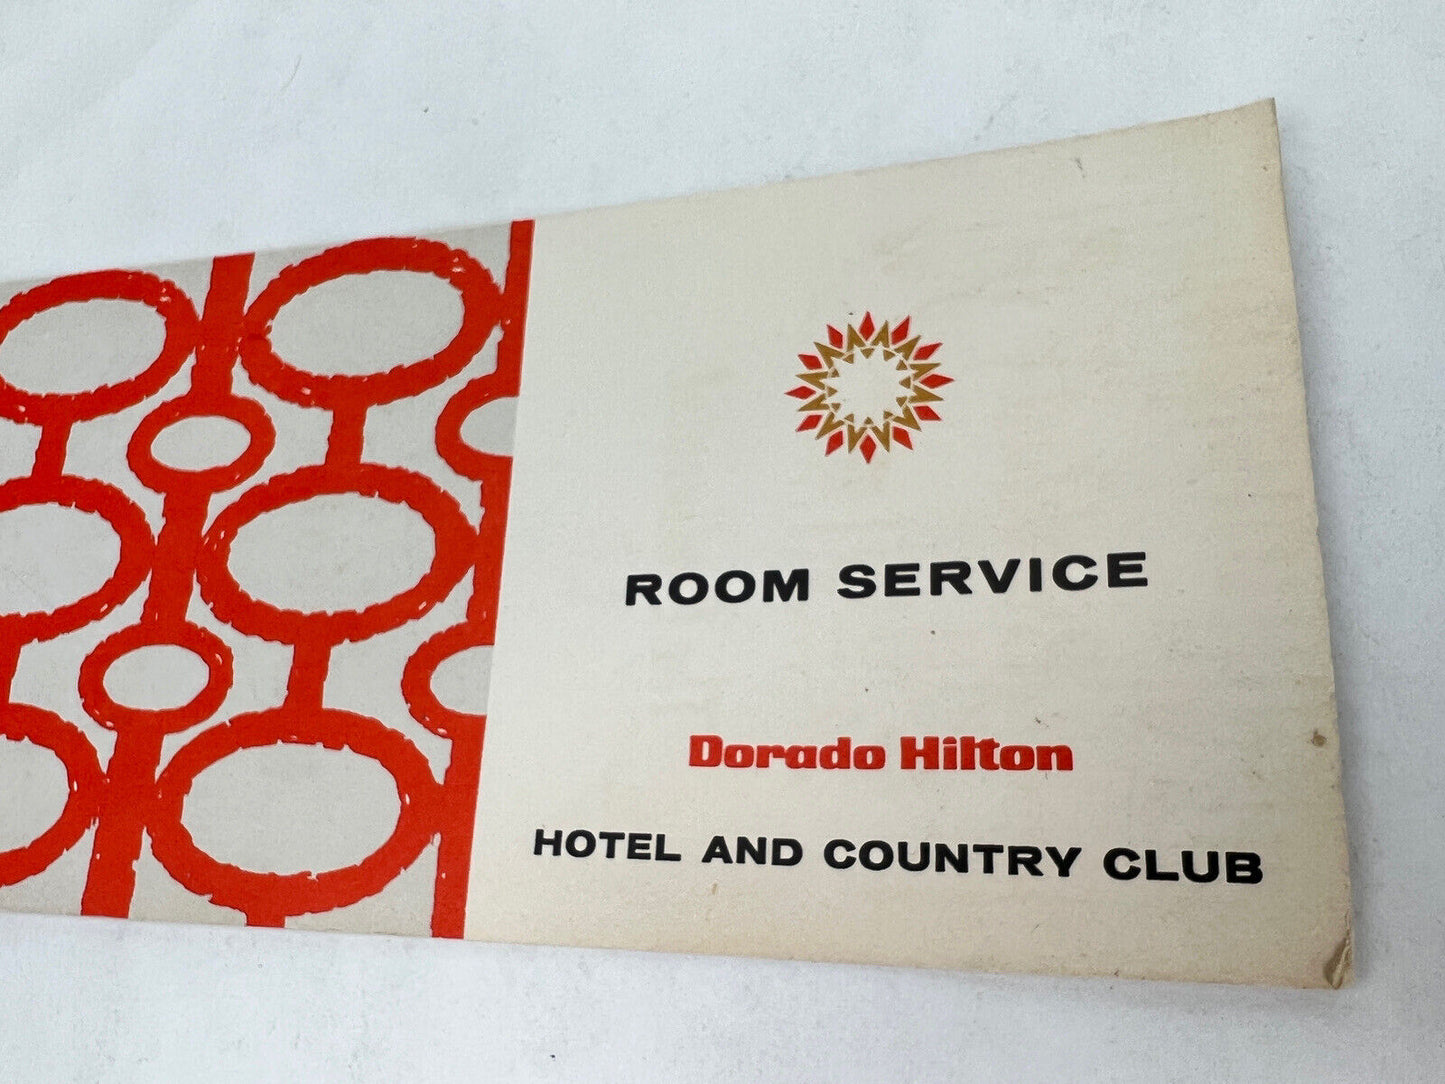 ROOM SERVICE
Dorado Hilton
HOTEL AND COUNTRY CLUB